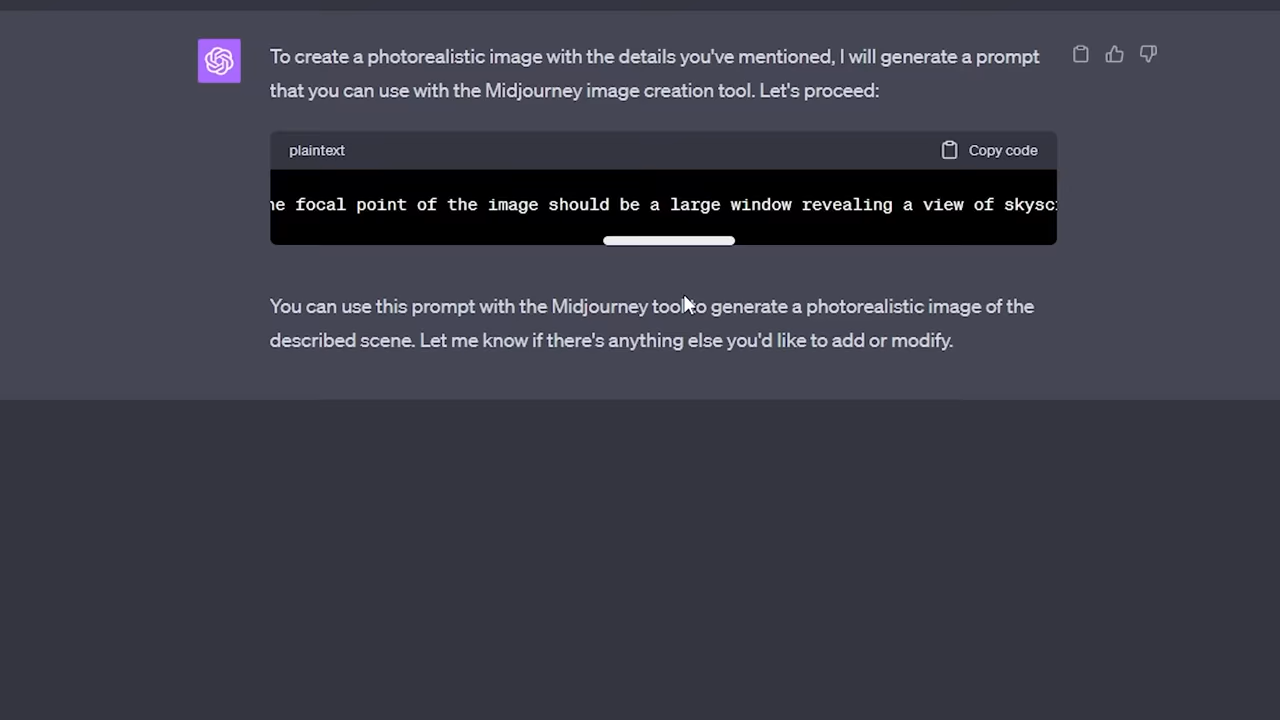 To create a photorealistic image with the details you've mentioned, I will generate a prompt
that you can use with the Midjourney image creation tool. Let's proceed:
plaintext
Copy code
focal point of the image should be a large window revealing a view of
You can use this prompt with the Midjourney tool to generate a photorealistic image of the
described scene. Let me know if there's anything else you'd like to add or modify.